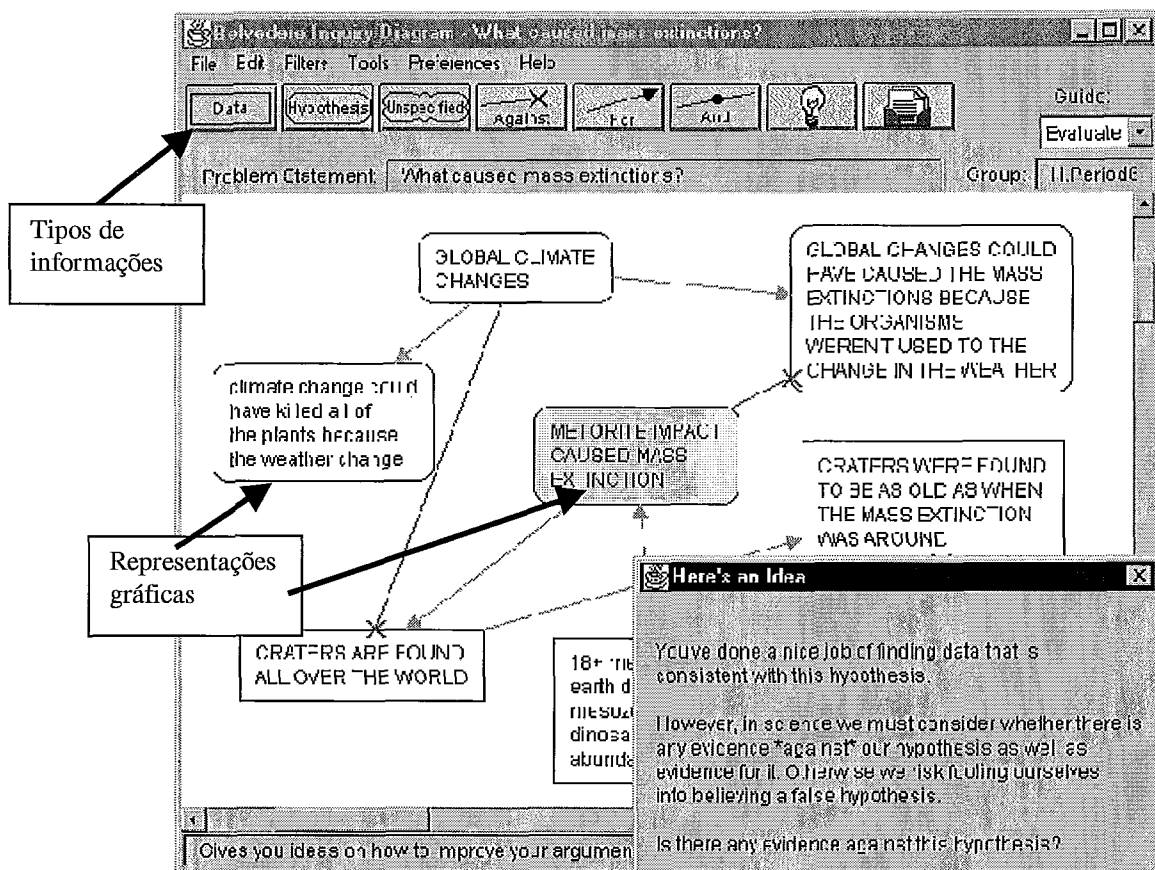 Belvedere Inquiry Diagram - What caused mass extinctions?
File Edit Filters Tools Preferences Help
Data
Hypothesis
Unspecified
Against
For
And
Guide:
Evaluate
Problem Statement: What caused mass extinctions?
Group:
Tipos de
informações
GLOBAL CLIMATE
CHANGES
GLOBAL CHANGES COULD
HAVE CAUSED THE MASS
EXTINCTIONS BECAUSE
THE ORGANISMS
WERENT USED TO THE
CHANGE IN THE WEATHER
climate change could
have killed all of
the plants because
the weather change
METORITE IMPACT
CAUSED MASS
EXTINCTION
CRATERS WERE FOUND
TO BE AS OLD AS WHEN
THE MASS EXTINCTION
WAS AROUND
Representações
gráficas
CRATERS ARE FOUND
ALL OVER THE WORLD
18+
earth d
mesozo
dinosa
abunda
Here's an Idea
You've done a nice job of finding data that is
consistent with this hypothesis.
However, in science we must consider whether there is
any evidence *against* our hypothesis as well as
evidence for it. Otherwise we risk fooling ourselves
into believing a false hypothesis.
Is there any evidence against this hypothesis?
Gives you ideas on how to improve your argumen